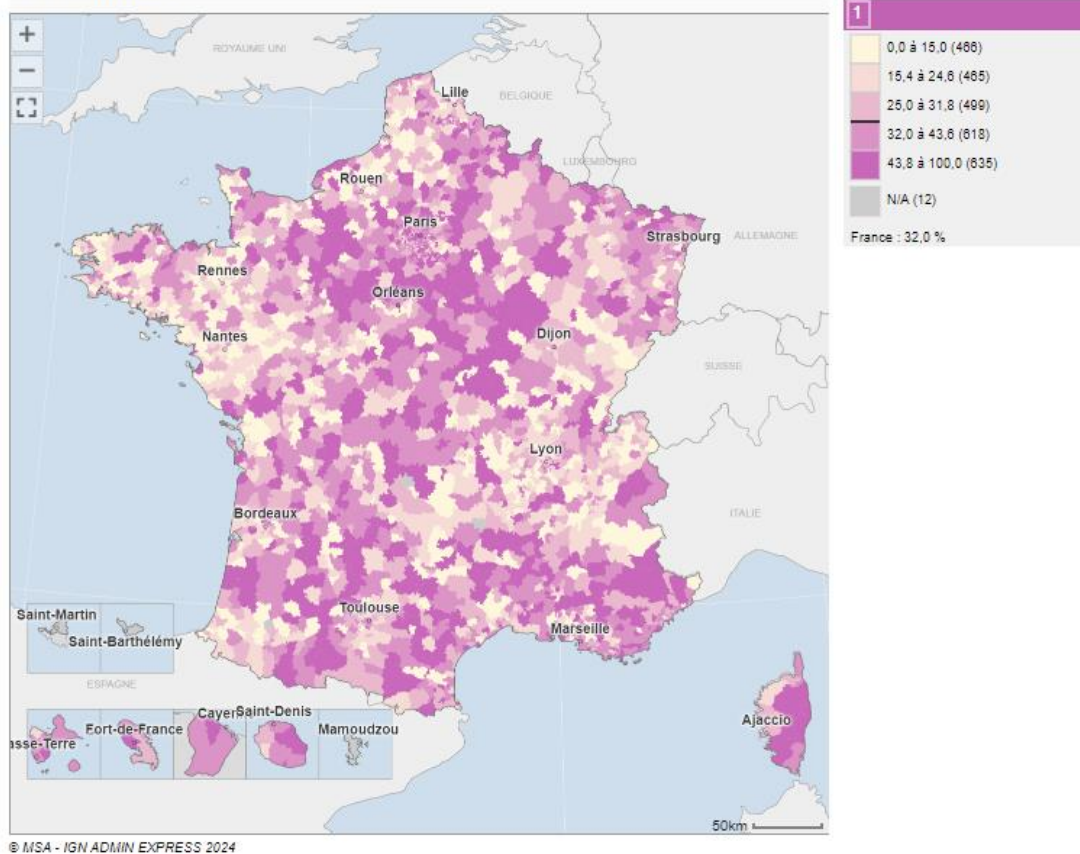 1
0,0 à 15,0 (466)
15,4 à 24,6 (465)
25,0 à 31,8 (499)
32,0 à 43,6 (618)
43,8 à 100,0 (635)
N/A (12)
France : 32,0 %
+
−
ROYAUME UNI
Lille
BELGIQUE
LUXEMBOURG
Rouen
Paris
Strasbourg
ALLEMAGNE
Rennes
Orléans
Nantes
Dijon
SUISSE
Lyon
Bordeaux
ITALIE
Toulouse
Saint-Martin
Saint-Barthélémy
Marseille
ESPAGNE
Ajaccio
asse-Terre
Fort-de-France
Cayen
Saint-Denis
Mamoudzou
50km
© MSA - IGN ADMIN EXPRESS 2024